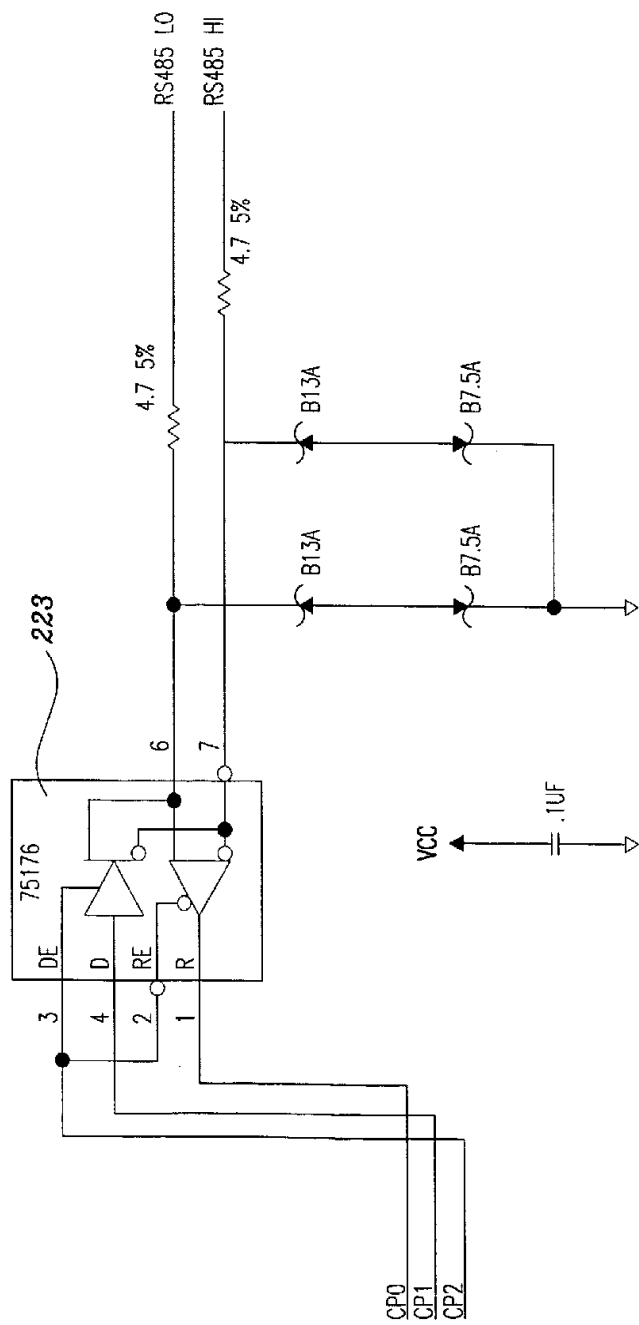 RS485 LO
RS485 HI
4.7 5%
4.7 5%
B13A
B7.5A
B13A
B7.5A
223
75176
DE
D
RE
R
3
4
2
1
6
7
VCC
.1UF
CP0
CP1
CP2